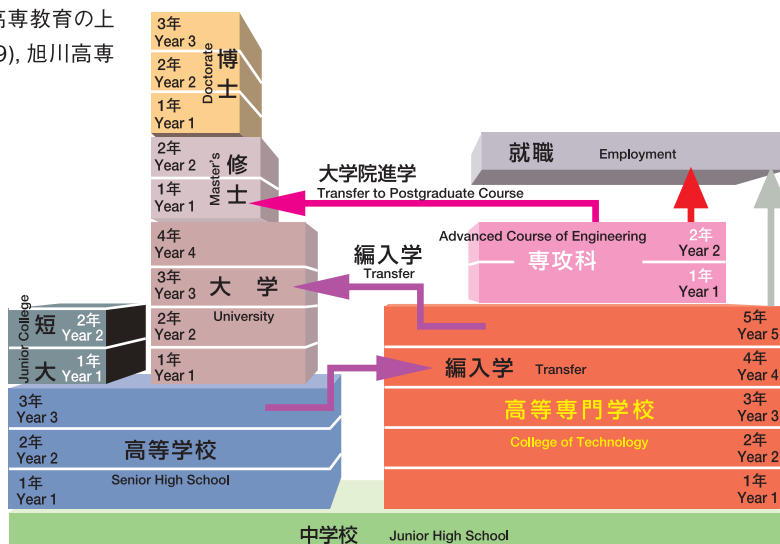 高専教育の上
9), 旭川高専
3年
Year 3
2年
Year 2
1年
Year 1
博士
Doctorate
2年
Year 2
1年
Year 1
修士
Master's
就職 Employment
大学院進学
Transfer to Postgraduate Course
4年
Year 4
3年
Year 3
2年
Year 2
1年
Year 1
大学
University
編入学
Transfer
Advanced Course of Engineering
専攻科
2年
Year 2
1年
Year 1
短大
Junior College
2年
Year 2
1年
Year 1
5年
Year 5
4年
Year 4
3年
Year 3
2年
Year 2
1年
Year 1
編入学 Transfer
高等専門学校
College of Technology
3年
Year 3
2年
Year 2
1年
Year 1
高等学校
Senior High School
中学校 Junior High School